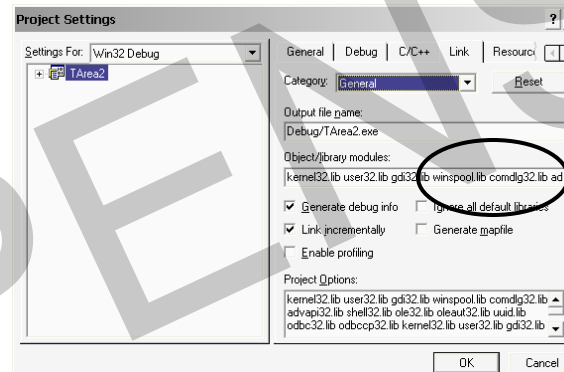 Project Settings
?
Settings For: Win32 Debug
TArea2
General Debug C/C++ Link Resourc
Category: General Reset
Output file name:
Debug/TArea2.exe
Object/library modules:
kernel32.lib user32.lib gdi32.lib winspool.lib comdlg32.lib ad
Generate debug info Ignore all default libraries
Link incrementally Generate mapfile
Enable profiling
Project Options:
kernel32.lib user32.lib gdi32.lib winspool.lib comdlg32.lib
advapi32.lib shell32.lib ole32.lib oleaut32.lib uuid.lib
odbc32.lib odbccp32.lib kernel32.lib user32.lib gdi32.lib
OK Cancel
PENS